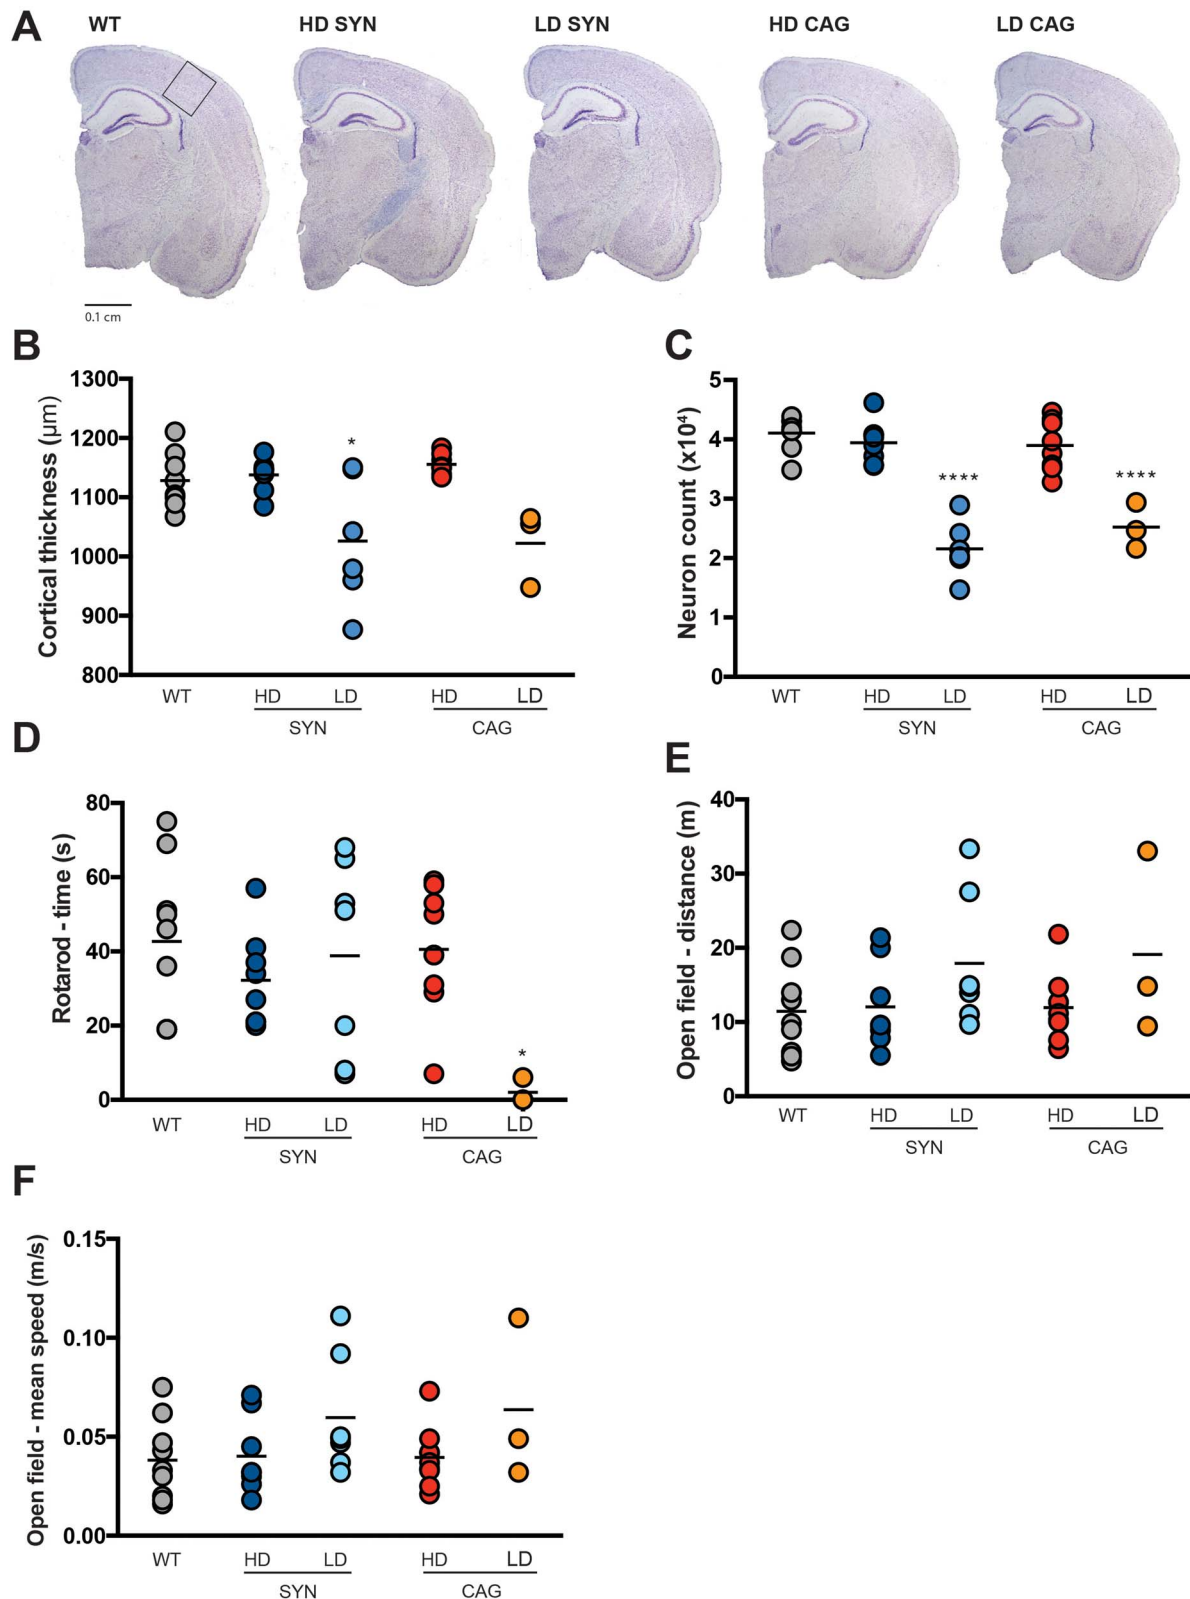 A
WT
HD SYN
LD SYN
HD CAG
LD CAG
0.1 cm
B
Cortical thickness (µm)
1300
1200
1100
1000
900
800
WT
HD
LD
HD
LD
SYN
CAG
*
C
Neuron count (x10⁴)
5
4
3
2
1
0
WT
HD
LD
HD
LD
SYN
CAG
****
****
D
Rotarod - time (s)
80
60
40
20
0
WT
HD
LD
HD
LD
SYN
CAG
*
E
Open field - distance (m)
40
30
20
10
0
WT
HD
LD
HD
LD
SYN
CAG
F
Open field - mean speed (m/s)
0.15
0.10
0.05
0.00
WT
HD
LD
HD
LD
SYN
CAG